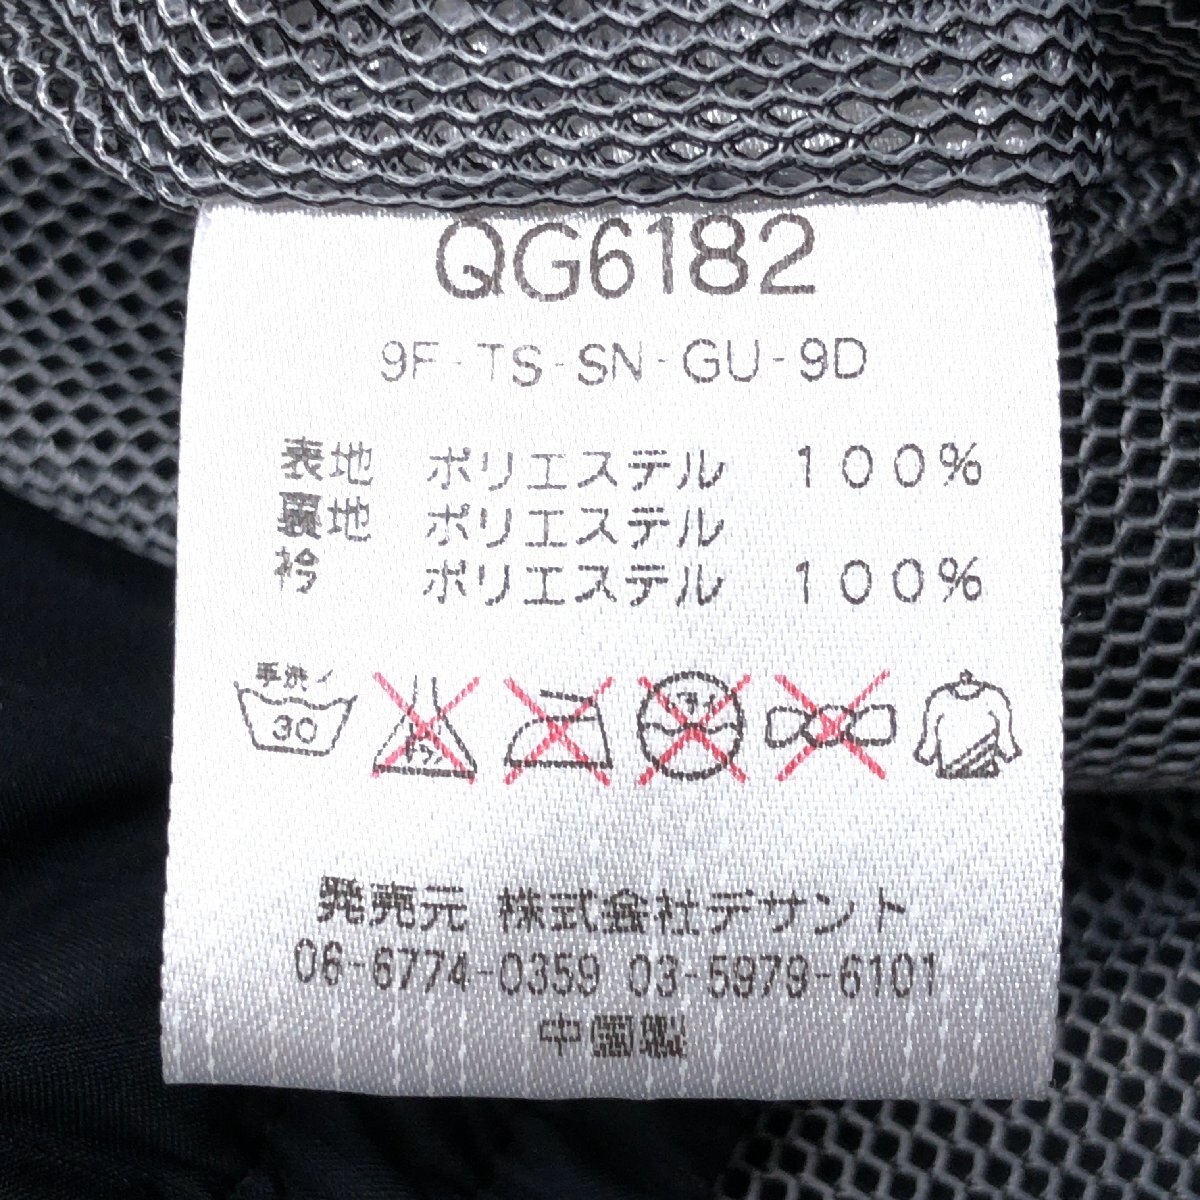 QG6182
9F-TS-SN-GU-9D
表地 ポリエステル 100%
裏地 ポリエステル
衿 ポリエステル 100%
手洗イ
30
発売元 株式会社デサント
06-6774-0359 03-5979-6101
中国製